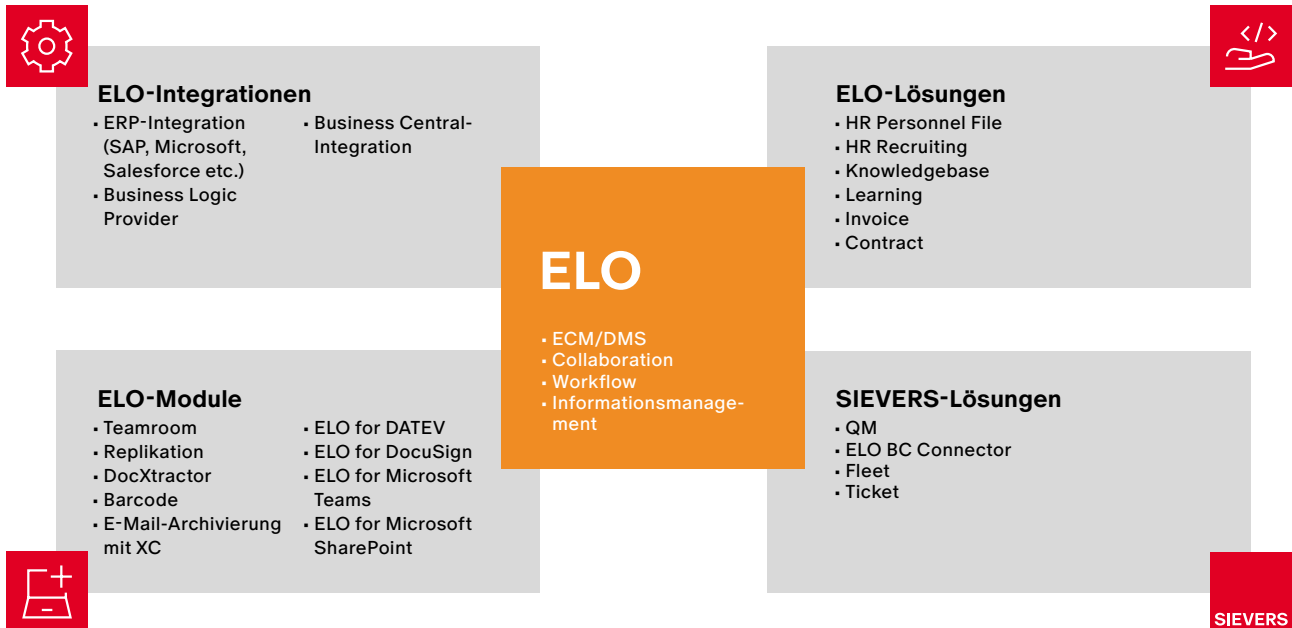 ELO-Integrationen
▪ ERP-Integration
(SAP, Microsoft,
Salesforce etc.)
▪ Business Logic
Provider
▪ Business Central-
Integration
</>
ELO-Lösungen
▪ HR Personnel File
▪ HR Recruiting
▪ Knowledgebase
▪ Learning
▪ Invoice
▪ Contract
ELO
▪ ECM/DMS
▪ Collaboration
▪ Workflow
▪ Informationsmanage-
ment
ELO-Module
▪ Teamroom
▪ Replikation
▪ DocXtractor
▪ Barcode
▪ E-Mail-Archivierung
mit XC
▪ ELO for DATEV
▪ ELO for DocuSign
▪ ELO for Microsoft
Teams
▪ ELO for Microsoft
SharePoint
SIEVERS-Lösungen
▪ QM
▪ ELO BC Connector
▪ Fleet
▪ Ticket
SIEVERS